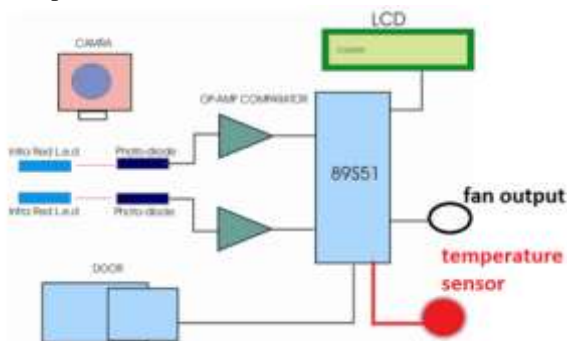 LCD
CAMRA
OP-AMP COMPARATOR
Infra Red L.e.d
Photo-diode
89S51
Infra Red L.e.d
Photo-diode
fan output
temperature
sensor
DOOR